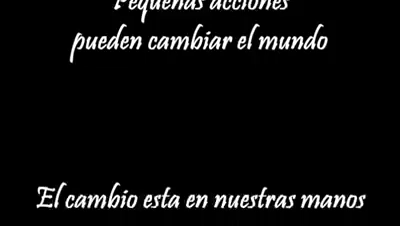 Pequeñas acciones
pueden cambiar el mundo
El cambio esta en nuestras manos